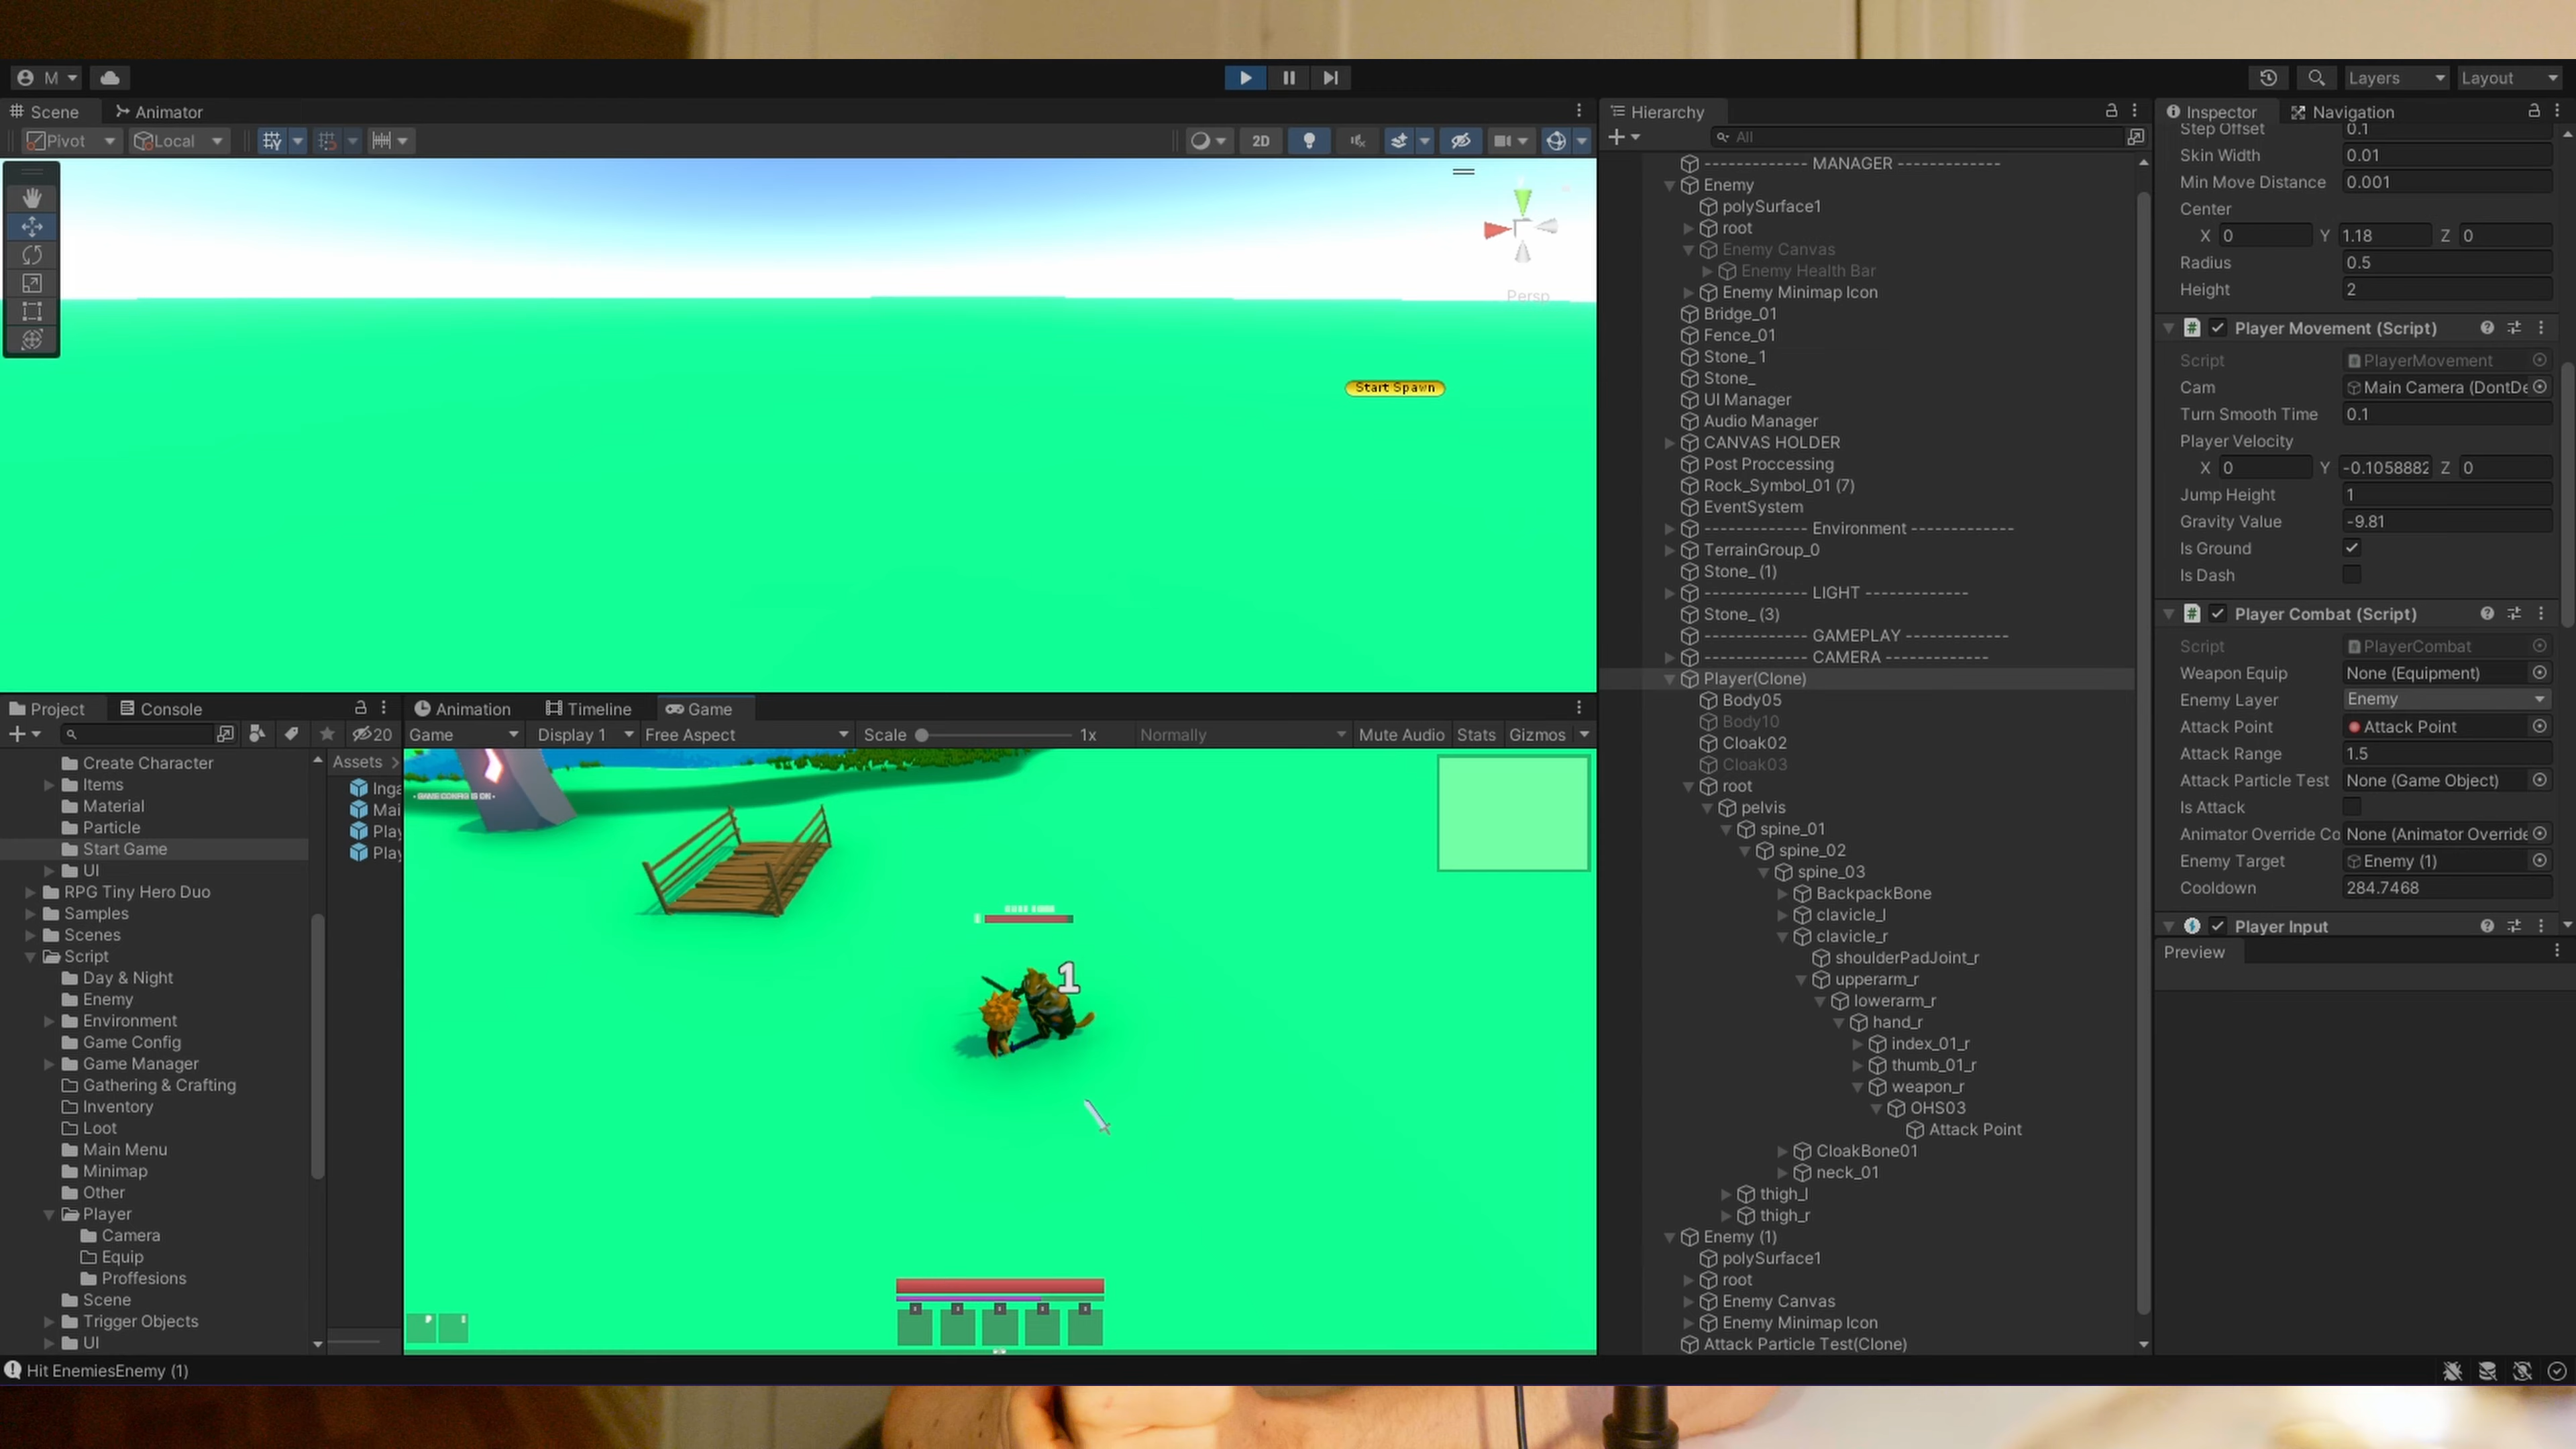 M
Layers
Layout
Scene
Animator
Pivot
Local
2D
Persp
Start Spawn
Project
Console
20
Create Character
Items
Material
Particle
Start Game
UI
RPG Tiny Hero Duo
Samples
Scenes
Script
Day & Night
Enemy
Environment
Game Config
Game Manager
Gathering & Crafting
Inventory
Loot
Main Menu
Minimap
Other
Player
Camera
Equip
Proffesions
Scene
Trigger Objects
UI
Assets
Inga
Mai
Play
Play
Animation
Timeline
Game
Game
Display 1
Free Aspect
Scale
1x
Normally
Mute Audio
Stats
Gizmos
1
Hit EnemiesEnemy (1)
Hierarchy
All
------------ MANAGER ------------
Enemy
polySurface1
root
Enemy Canvas
Enemy Health Bar
Enemy Minimap Icon
Bridge_01
Fence_01
Stone_ 1
Stone_
UI Manager
Audio Manager
CANVAS HOLDER
Post Proccessing
Rock_Symbol_01 (7)
EventSystem
------------ Environment ------------
TerrainGroup_0
Stone_ (1)
------------ LIGHT ------------
Stone_ (3)
------------ GAMEPLAY ------------
------------ CAMERA ------------
Player(Clone)
Body05
Body10
Cloak02
Cloak03
root
pelvis
spine_01
spine_02
spine_03
BackpackBone
clavicle_l
clavicle_r
shoulderPadJoint_r
upperarm_r
lowerarm_r
hand_r
index_01_r
thumb_01_r
weapon_r
OHS03
Attack Point
CloakBone01
neck_01
thigh_l
thigh_r
Enemy (1)
polySurface1
root
Enemy Canvas
Enemy Minimap Icon
Attack Particle Test(Clone)
Inspector
Navigation
Step Offset 0.1
Skin Width 0.01
Min Move Distance 0.001
Center
X 0 Y 1.18 Z 0
Radius 0.5
Height 2
Player Movement (Script)
Script PlayerMovement
Cam Main Camera (DontDe
Turn Smooth Time 0.1
Player Velocity
X 0 Y -0.1058882 Z 0
Jump Height 1
Gravity Value -9.81
Is Ground
Is Dash
Player Combat (Script)
Script PlayerCombat
Weapon Equip None (Equipment)
Enemy Layer Enemy
Attack Point Attack Point
Attack Range 1.5
Attack Particle Test None (Game Object)
Is Attack
Animator Override Co None (Animator Override
Enemy Target Enemy (1)
Cooldown 284.7468
Player Input
Preview